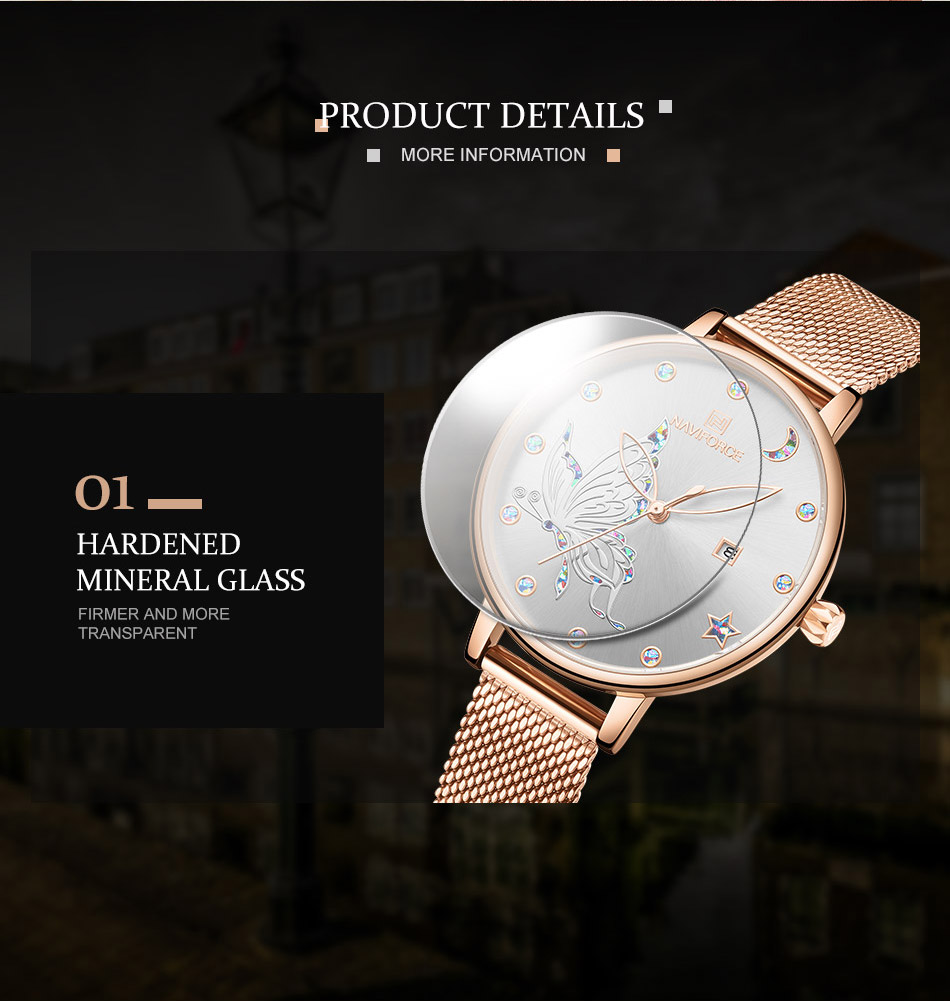 PRODUCT DETAILS
MORE INFORMATION
NAVIFORCE
01
HARDENED
MINERAL GLASS
FIRMER AND MORE
TRANSPARENT